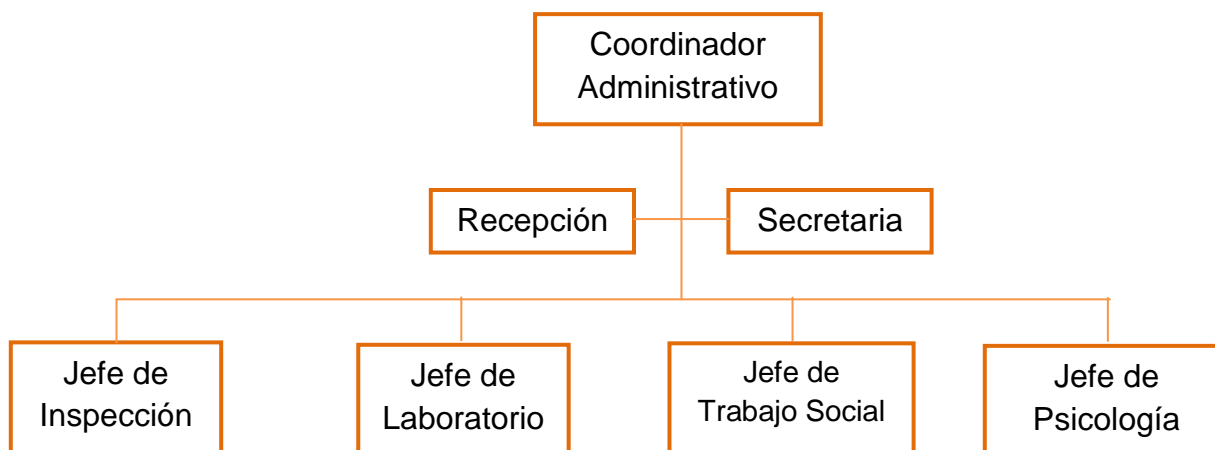 Coordinador
Administrativo
Recepción
Secretaria
Jefe de
Inspección
Jefe de
Laboratorio
Jefe de
Trabajo Social
Jefe de
Psicología